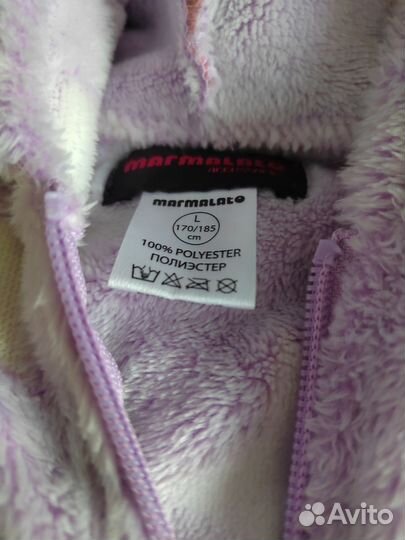 marmalato
marmalato
L
170/185
cm
100% POLYESTER
ПОЛИЭСТЕР
Avito